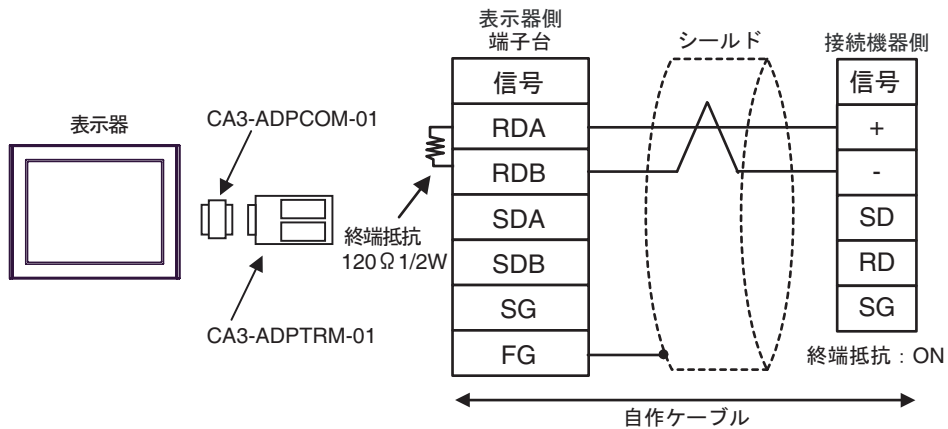 表示器
CA3-ADPCOM-01
CA3-ADPTRM-01
終端抵抗
120Ω 1/2W
表示器側
端子台
信号
RDA
RDB
SDA
SDB
SG
FG
シールド
接続機器側
信号
+
-
SD
RD
SG
終端抵抗：ON
自作ケーブル